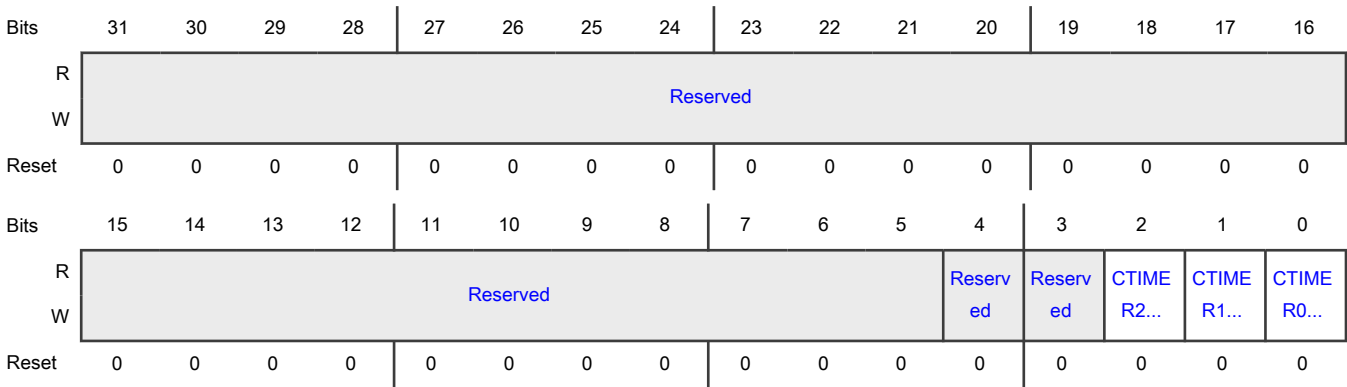 Bits 31 30 29 28 27 26 25 24 23 22 21 20 19 18 17 16
R
Reserved
W
Reset 0 0 0 0 0 0 0 0 0 0 0 0 0 0 0 0
Bits 15 14 13 12 11 10 9 8 7 6 5 4 3 2 1 0
R Reserv Reserv CTIME CTIME CTIME
Reserved
W ed ed R2... R1... R0...
Reset 0 0 0 0 0 0 0 0 0 0 0 0 0 0 0 0